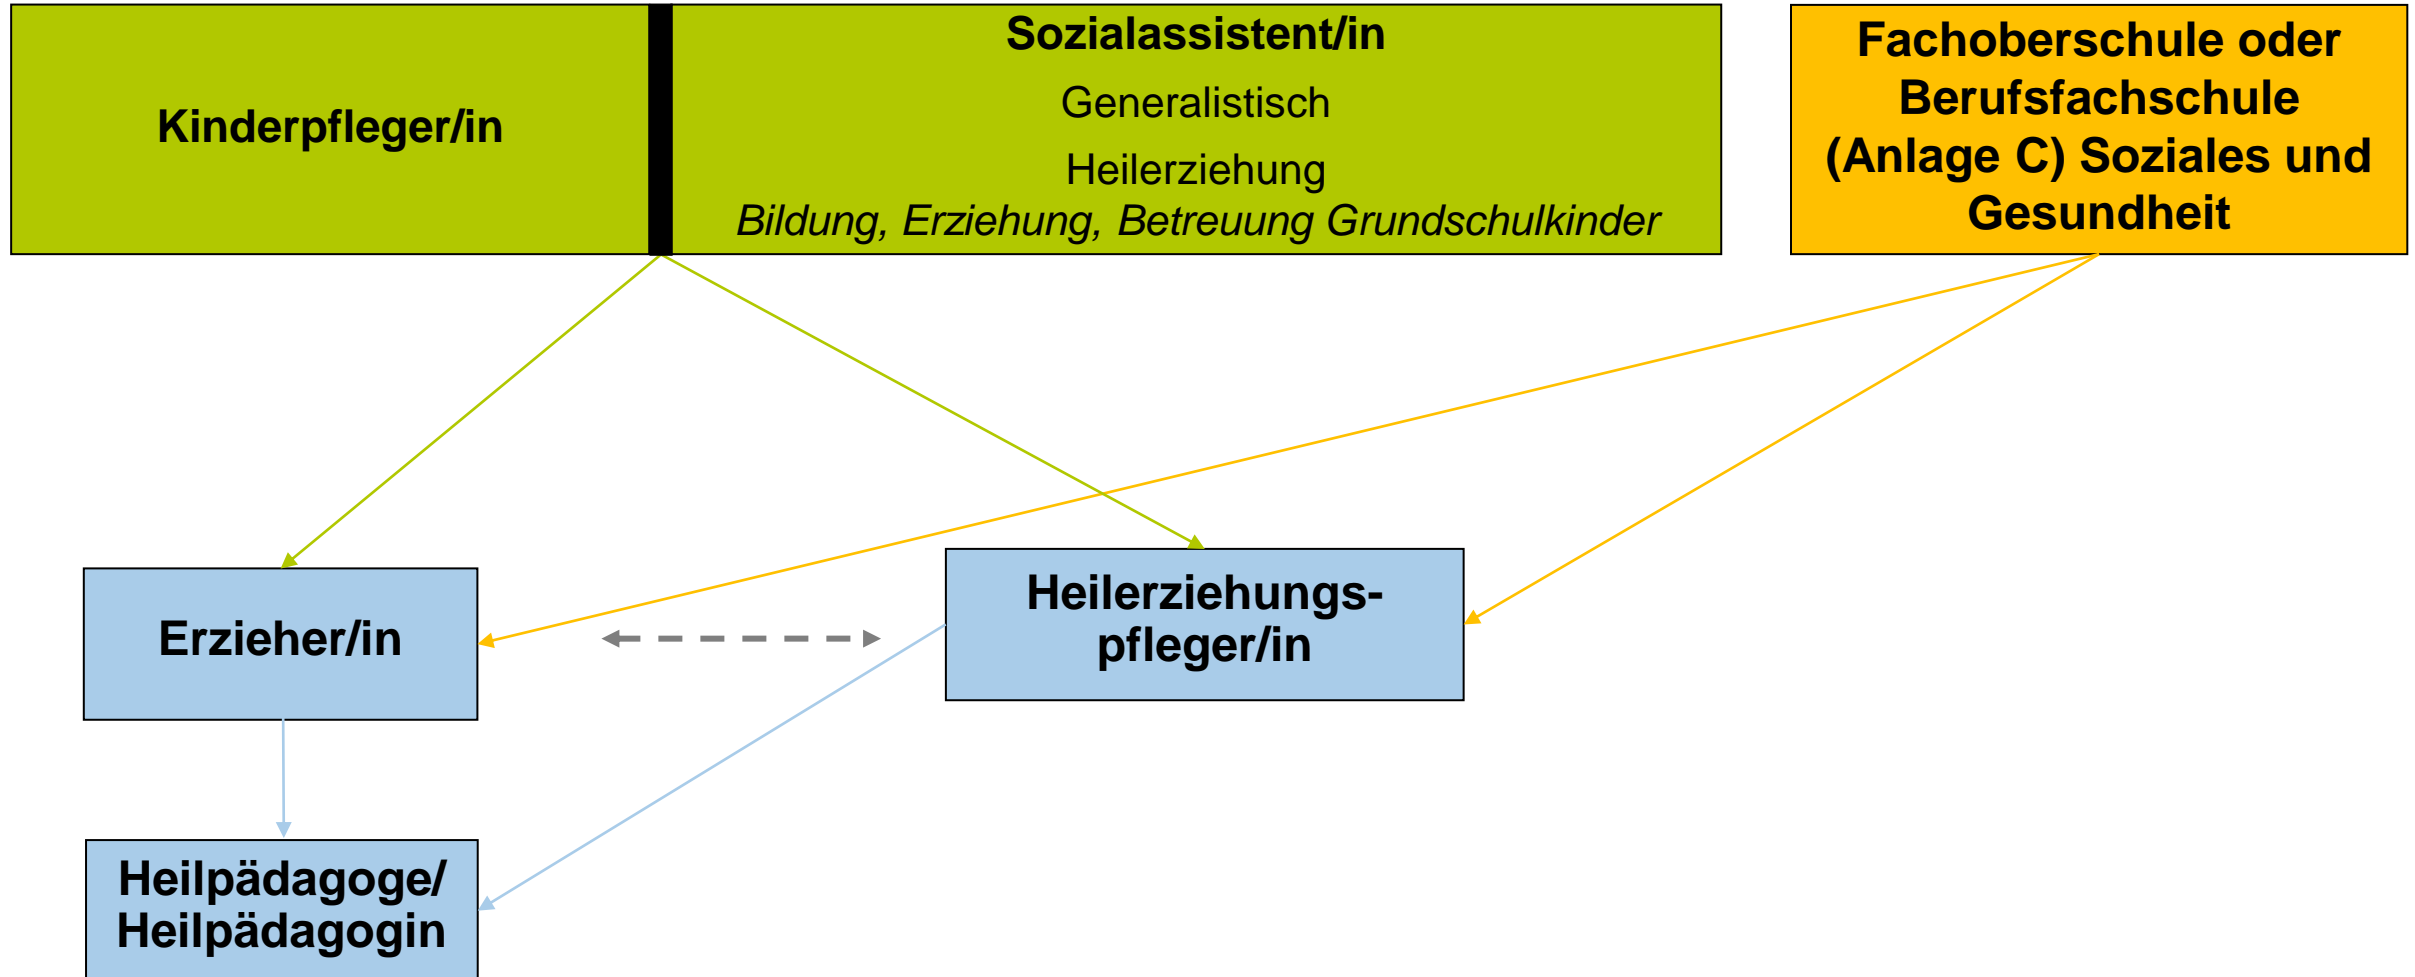 Kinderpfleger/in
Sozialassistent/in
Generalistisch
Heilerziehung
Bildung, Erziehung, Betreuung Grundschulkinder
Fachoberschule oder
Berufsfachschule
(Anlage C) Soziales und
Gesundheit
Erzieher/in
Heilerziehungs-
pfleger/in
Heilpädagoge/
Heilpädagogin